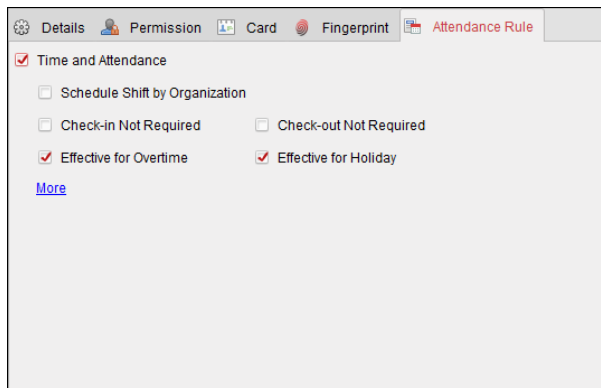 Details Permission Card Fingerprint Attendance Rule
Time and Attendance
Schedule Shift by Organization
Check-in Not Required Check-out Not Required
Effective for Overtime Effective for Holiday
More